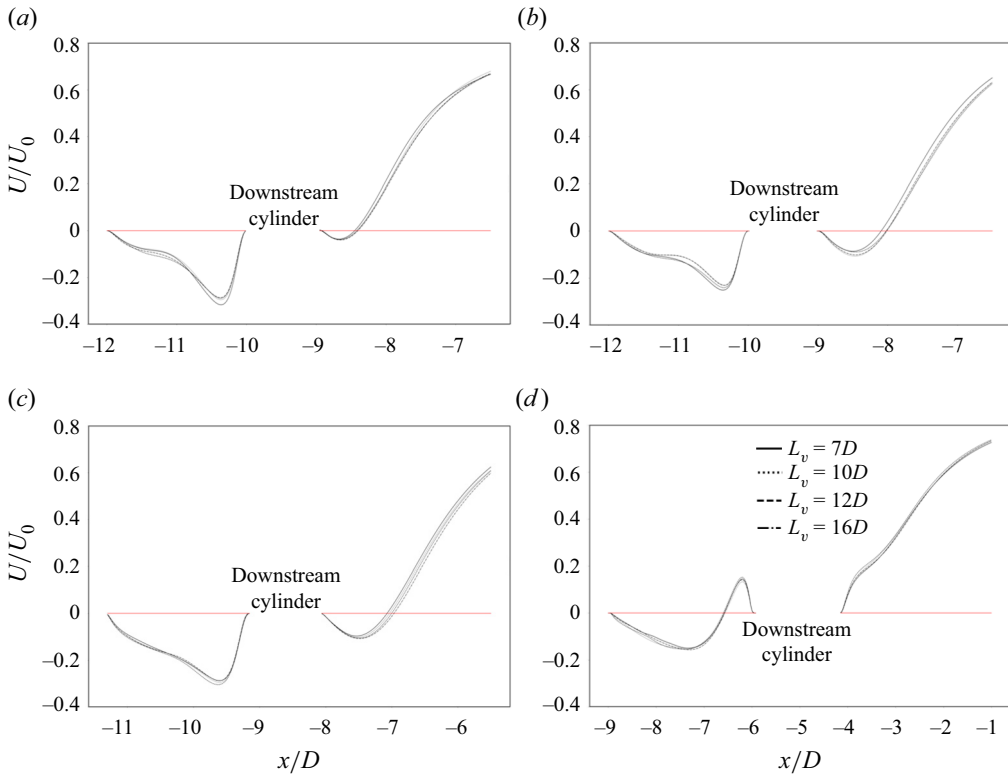 (a)
0.8
0.6
0.4
0.2
0
–0.2
–0.4
U/U0
Downstream
cylinder
–12 –11 –10 –9 –8 –7
(b)
0.8
0.6
0.4
0.2
0
–0.2
–0.4
Downstream
cylinder
–12 –11 –10 –9 –8 –7
(c)
0.8
0.6
0.4
0.2
0
–0.2
–0.4
U/U0
Downstream
cylinder
–11 –10 –9 –8 –7 –6
x/D
(d)
0.8
0.6
0.4
0.2
0
–0.2
–0.4
Lv = 7D
Lv = 10D
Lv = 12D
Lv = 16D
Downstream
cylinder
–9 –8 –7 –6 –5 –4 –3 –2 –1
x/D